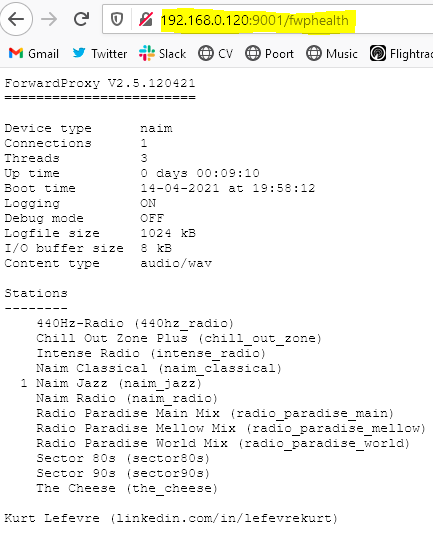 192.168.0.120:9001/fwphealth
Gmail Twitter Slack CV Poort Music Flightrac
ForwardProxy V2.5.120421
========================
Device type naim
Connections 1
Threads 3
Up time 0 days 00:09:10
Boot time 14-04-2021 at 19:58:12
Logging ON
Debug mode OFF
Logfile size 1024 kB
I/O buffer size 8 kB
Content type audio/wav
Stations
--------
440Hz-Radio (440hz_radio)
Chill Out Zone Plus (chill_out_zone)
Intense Radio (intense_radio)
Naim Classical (naim_classical)
1 Naim Jazz (naim_jazz)
Naim Radio (naim_radio)
Radio Paradise Main Mix (radio_paradise_main)
Radio Paradise Mellow Mix (radio_paradise_mellow)
Radio Paradise World Mix (radio_paradise_world)
Sector 80s (sector80s)
Sector 90s (sector90s)
The Cheese (the_cheese)
Kurt Lefevre (linkedin.com/in/lefevrekurt)